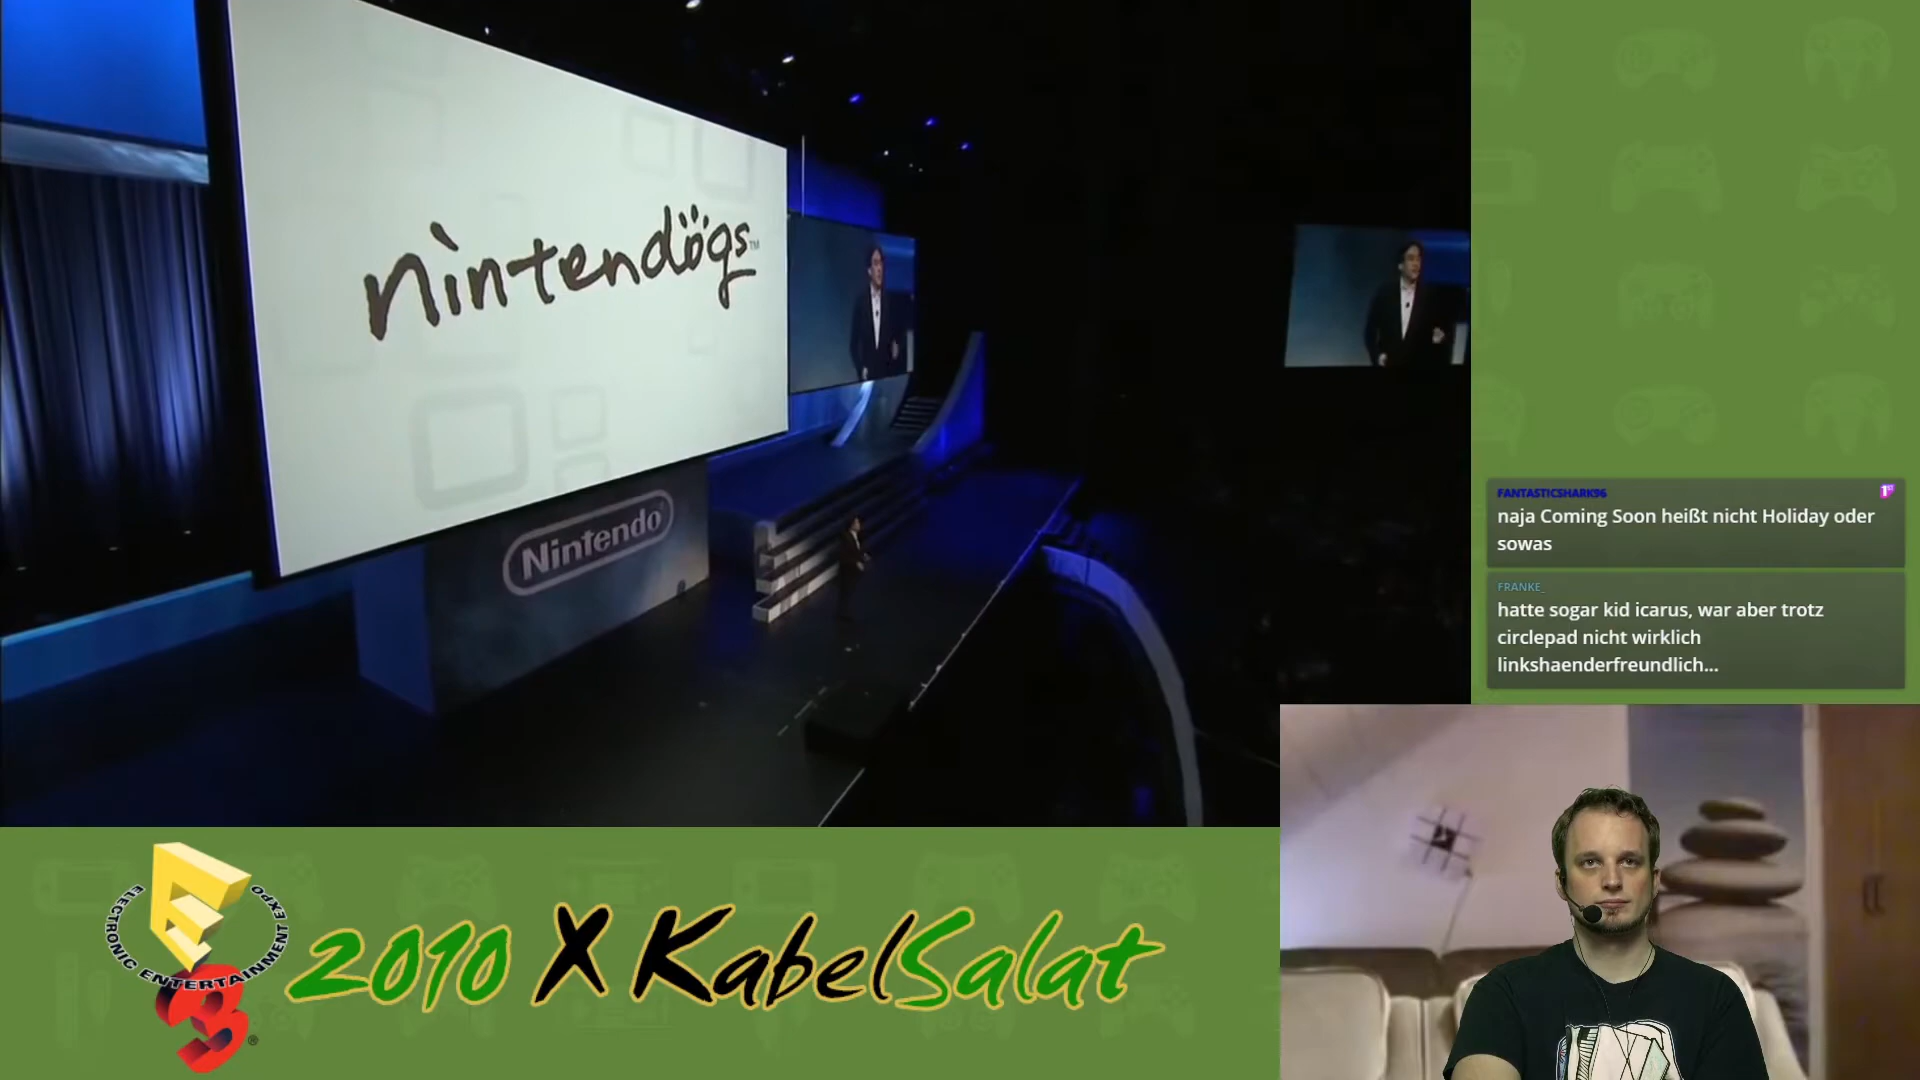 nintendogs™
Nintendo
FANTASTICSHARK96
naja Coming Soon heißt nicht Holiday oder
sowas
FRANKE_
hatte sogar kid icarus, war aber trotz
circlepad nicht wirklich
linkshaenderfreundlich...
E3®
ELECTRONIC ENTERTAINMENT EXPO
2010 X KabelSalat